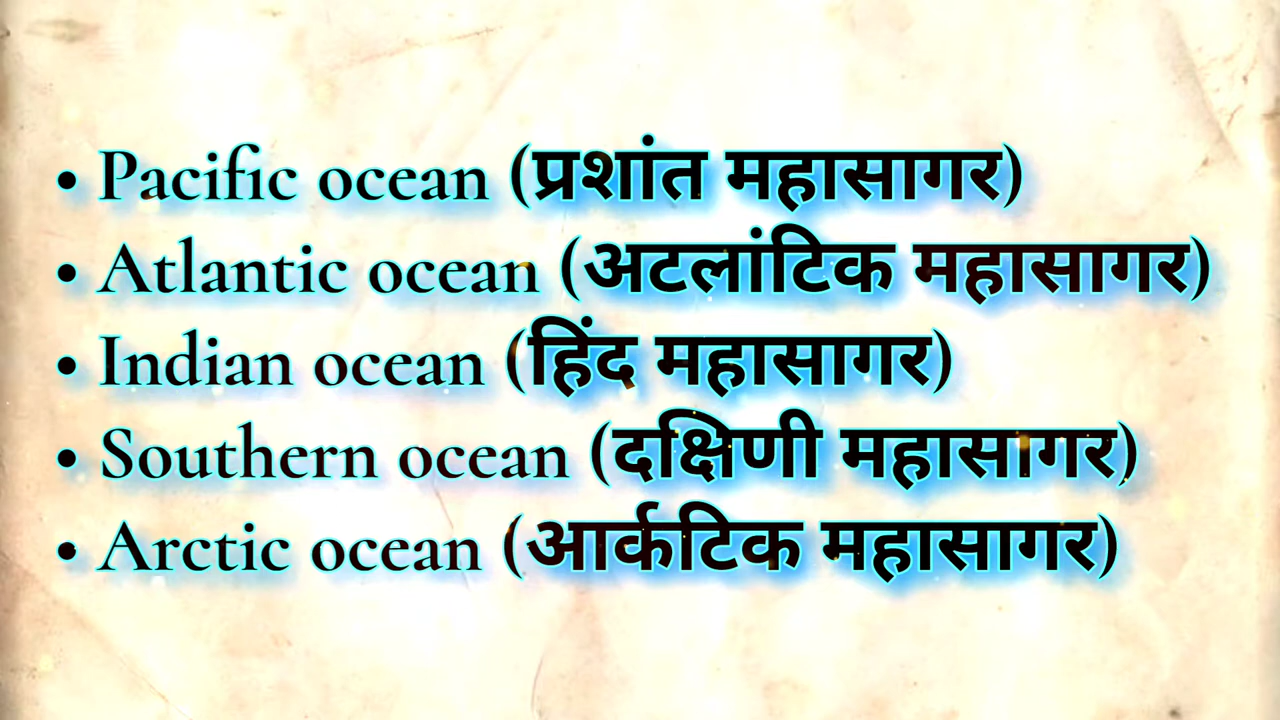 • Pacific ocean (प्रशांत महासागर)
• Atlantic ocean (अटलांटिक महासागर)
• Indian ocean (हिंद महासागर)
• Southern ocean (दक्षिणी महासागर)
• Arctic ocean (आर्कटिक महासागर)